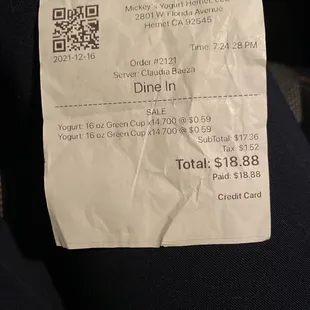 Mickey's Yogurt Hemet, LLC
2801 W Florida Avenue
Hemet CA 92545
2021-12-16
Time: 7:24:28 PM
Order #2121
Server: Claudia Baeza
Dine In
SALE
Yogurt: 16 oz Green Cup x14.700 @ $0.59
Yogurt: 16 oz Green Cup x14.700 @ $0.59
SubTotal: $17.36
Tax: $1.52
Total: $18.88
Paid: $18.88
Credit Card